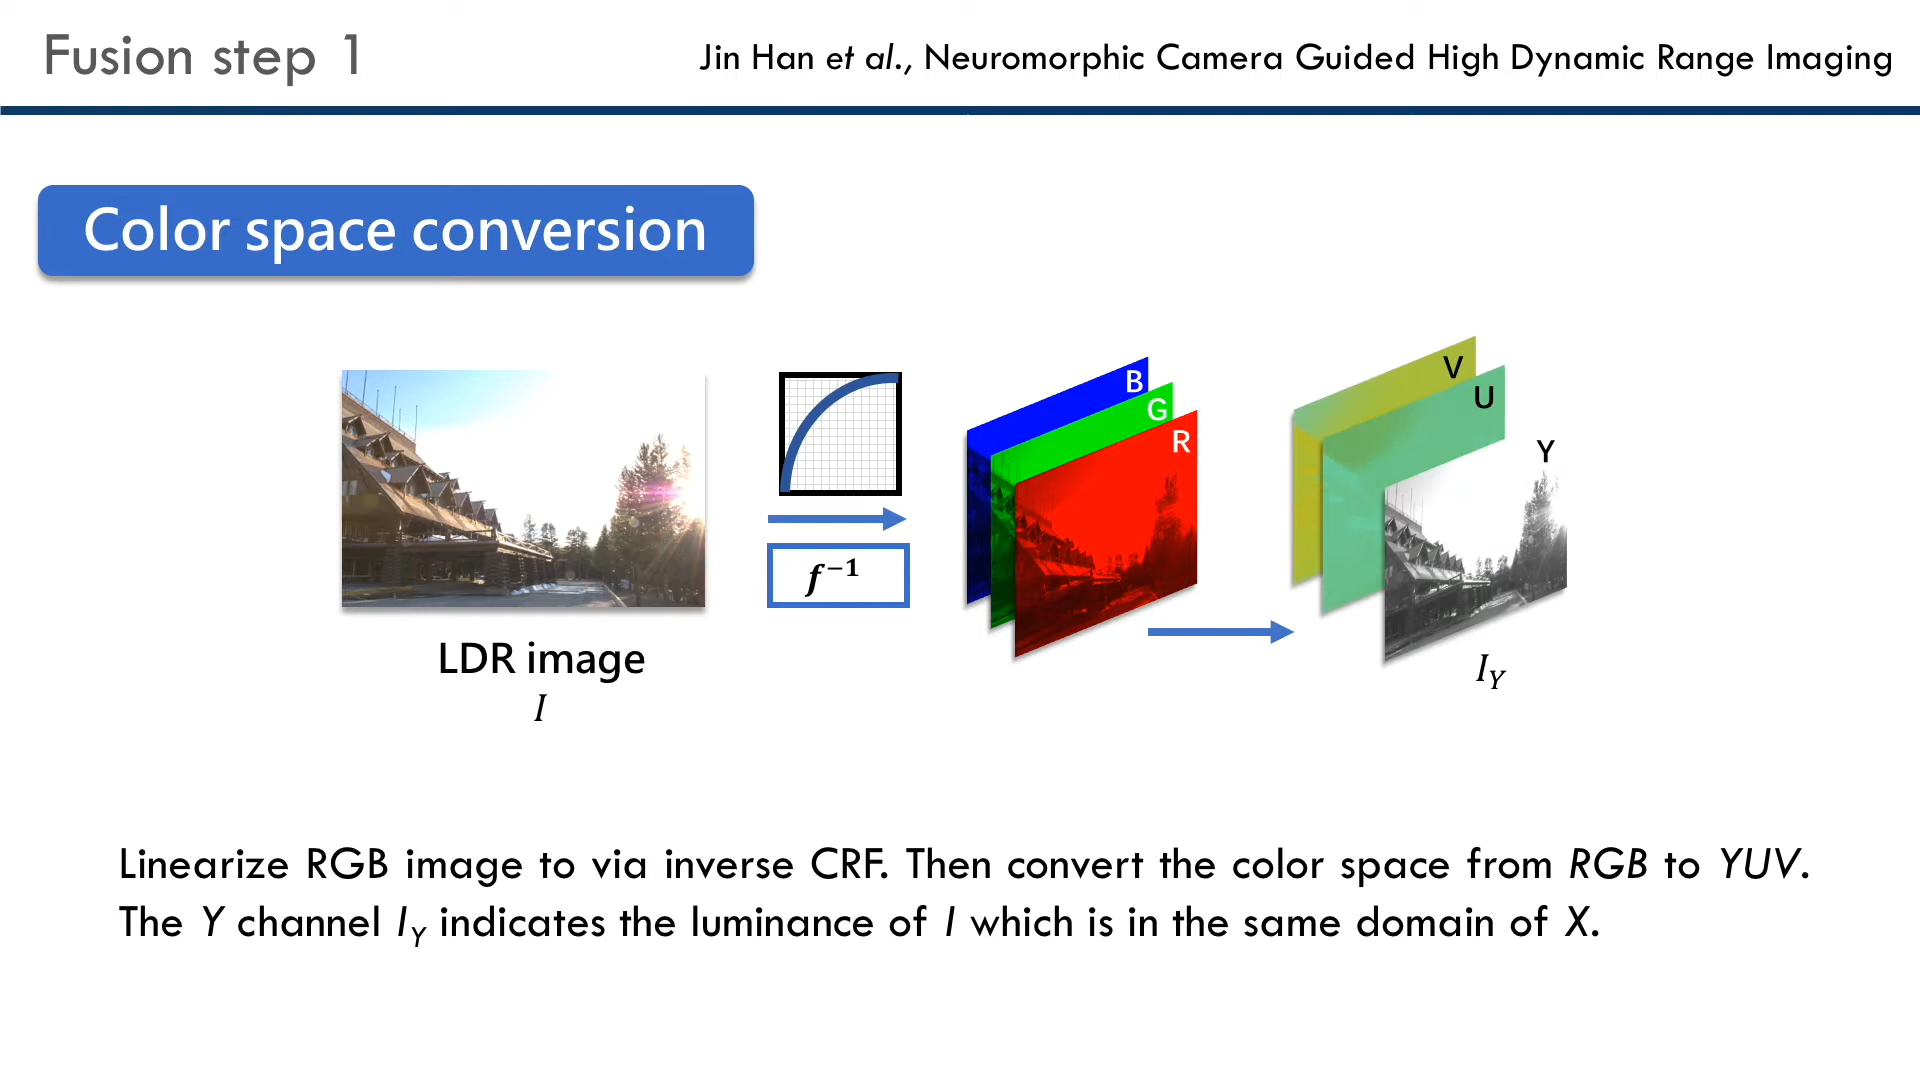 Fusion step 1
Jin Han et al., Neuromorphic Camera Guided High Dynamic Range Imaging
Color space conversion
B
G
R
V
U
Y
f⁻¹
LDR image
I
I_Y
Linearize RGB image to via inverse CRF. Then convert the color space from RGB to YUV.
The Y channel I_Y indicates the luminance of I which is in the same domain of X.